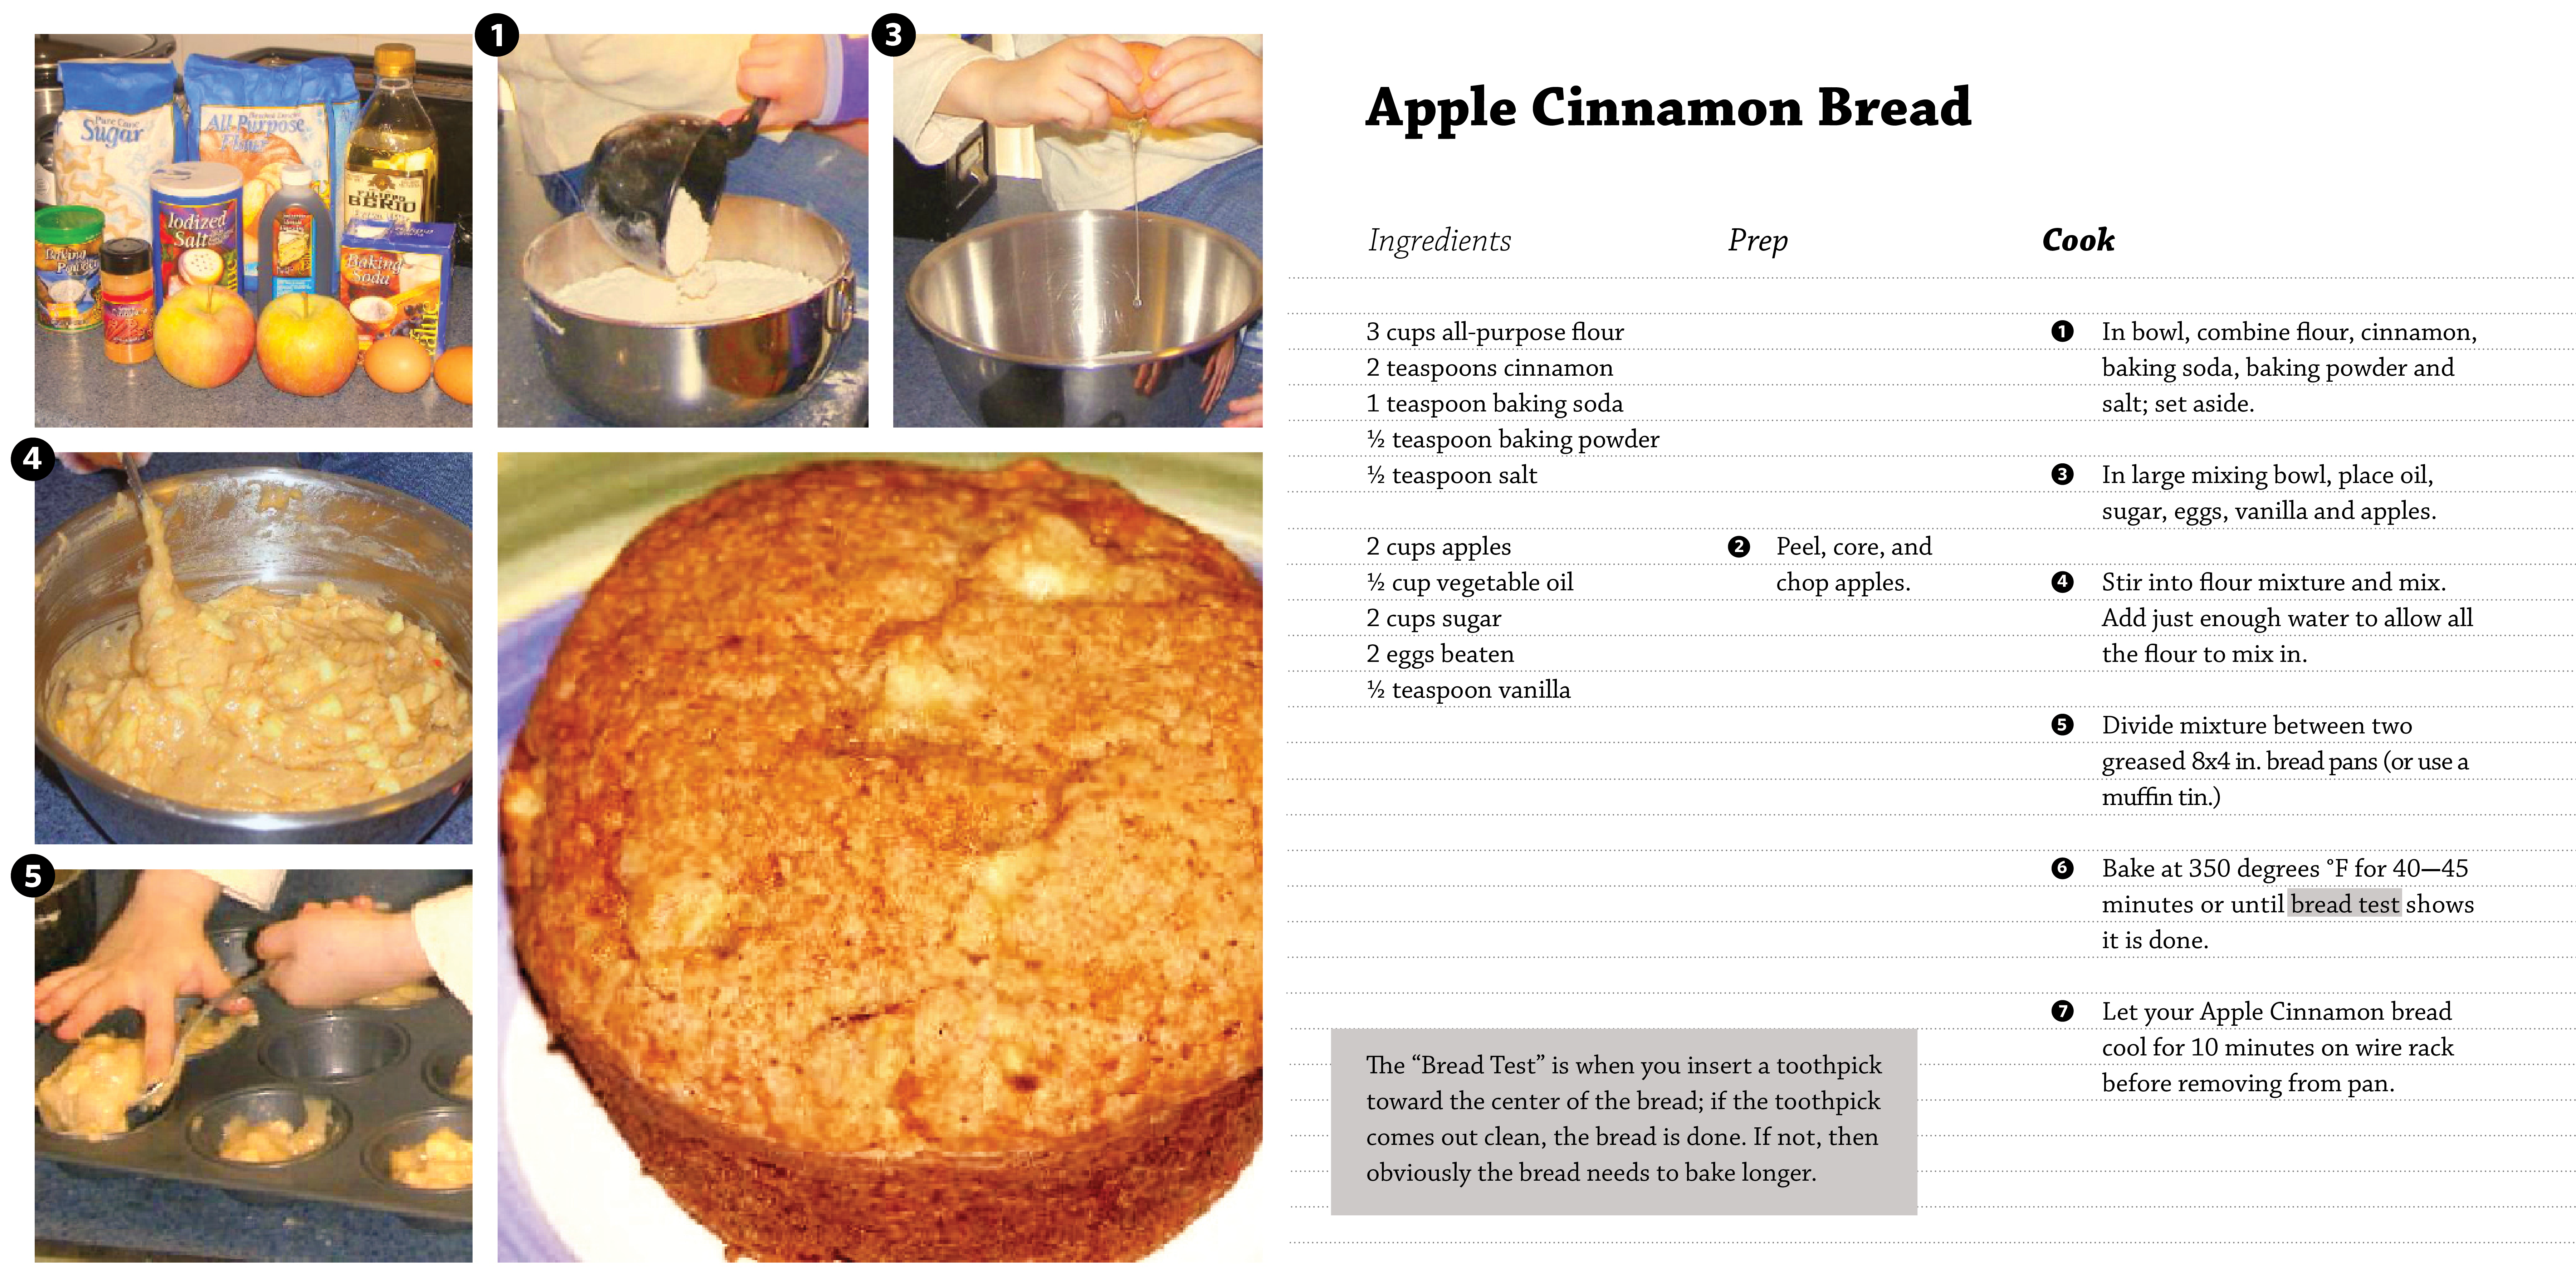 1
3
4
5
Pure Cane
Sugar
All-Purpose
Flour
Iodized
Salt
FILIPPO
BERIO
Baking
Powder
Baking
Soda
Apple Cinnamon Bread
Ingredients
Prep
Cook
3 cups all-purpose flour
2 teaspoons cinnamon
1 teaspoon baking soda
½ teaspoon baking powder
½ teaspoon salt
2 cups apples
½ cup vegetable oil
2 cups sugar
2 eggs beaten
½ teaspoon vanilla
2 Peel, core, and
chop apples.
1 In bowl, combine flour, cinnamon,
baking soda, baking powder and
salt; set aside.
3 In large mixing bowl, place oil,
sugar, eggs, vanilla and apples.
4 Stir into flour mixture and mix.
Add just enough water to allow all
the flour to mix in.
5 Divide mixture between two
greased 8x4 in. bread pans (or use a
muffin tin.)
6 Bake at 350 degrees °F for 40—45
minutes or until bread test shows
it is done.
7 Let your Apple Cinnamon bread
cool for 10 minutes on wire rack
before removing from pan.
The “Bread Test” is when you insert a toothpick
toward the center of the bread; if the toothpick
comes out clean, the bread is done. If not, then
obviously the bread needs to bake longer.